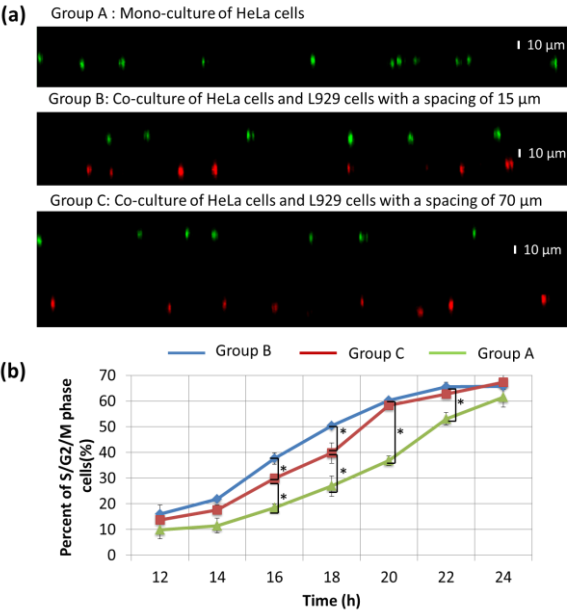 (a)
Group A : Mono-culture of HeLa cells
10 µm
Group B: Co-culture of HeLa cells and L929 cells with a spacing of 15 µm
10 µm
Group C: Co-culture of HeLa cells and L929 cells with a spacing of 70 µm
10 µm
(b)
Group B Group C Group A
Percent of S/G2/M phase
cells(%)
70
60
50
40
30
20
10
0
* * * * * *
12 14 16 18 20 22 24
Time (h)